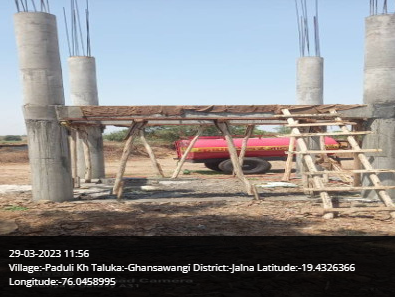 29-03-2023 11:56
Village:-Paduli Kh Taluka:-Ghansawangi District:-Jalna Latitude:-19.4326366
Longitude:-76.0458995